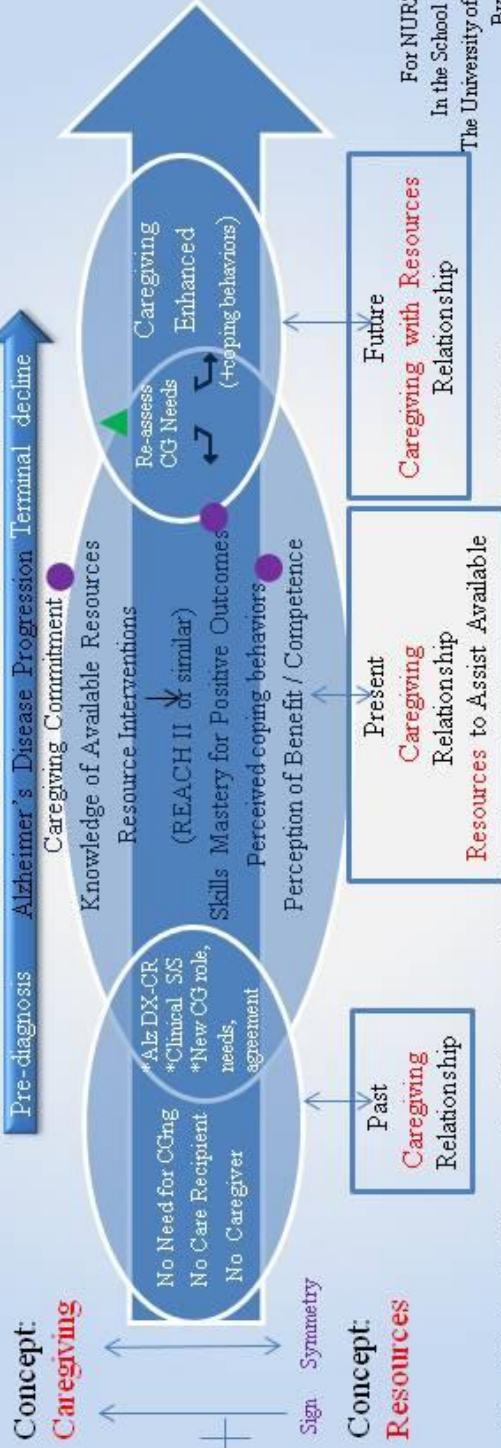 Concept:
Caregiving
Pre-diagnosis
Alzheimer's Disease Progression
Terminal decline
No Need for CGng
No Care Recipient
No Caregiver
*Alz DX-CR
*Clinical S/S
*New CG role,
needs,
agreement
Caregiving Commitment
Knowledge of Available Resources
Resource Interventions
(REACH II or similar)
Skills Mastery for Positive Outcomes
Perceived coping behaviors
Perception of Benefit / Competence
Re-assess
CG Needs
Caregiving
Enhanced
(+coping behaviors)
+
Sign Symmetry
Concept:
Resources
Past
Caregiving
Relationship
Present
Caregiving
Relationship
Resources to Assist Available
Future
Caregiving with Resources
Relationship
For NUR
In the School
The University of